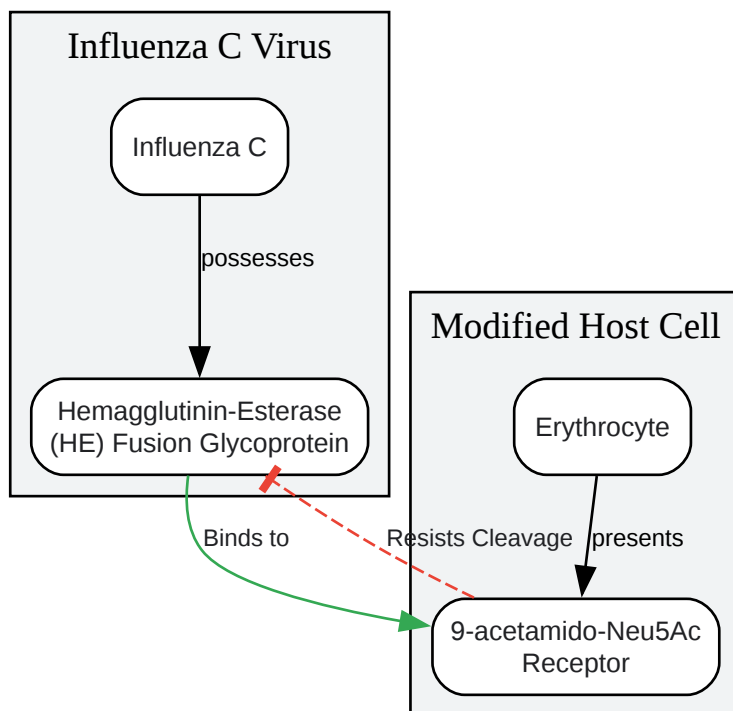 Influenza C Virus
Influenza C
possesses
Hemagglutinin-Esterase
(HE) Fusion Glycoprotein
Modified Host Cell
Erythrocyte
Binds to
Resists Cleavage
presents
9-acetamido-Neu5Ac
Receptor